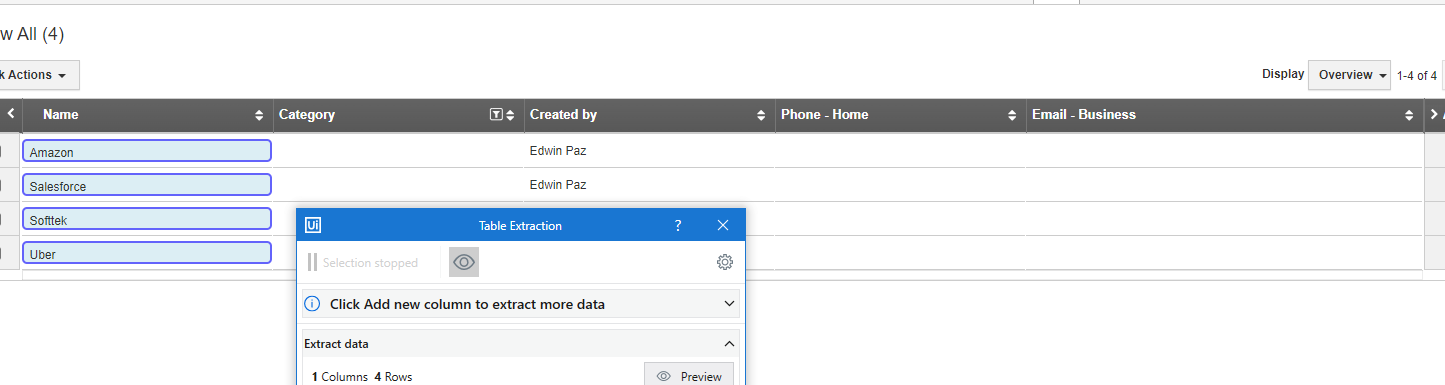 w All (4)
k Actions
Display Overview 1-4 of 4
Name Category Created by Phone - Home Email - Business
Amazon Edwin Paz
Salesforce Edwin Paz
Softtek
Uber
Ui Table Extraction ?
Selection stopped
Click Add new column to extract more data
Extract data
1 Columns 4 Rows Preview